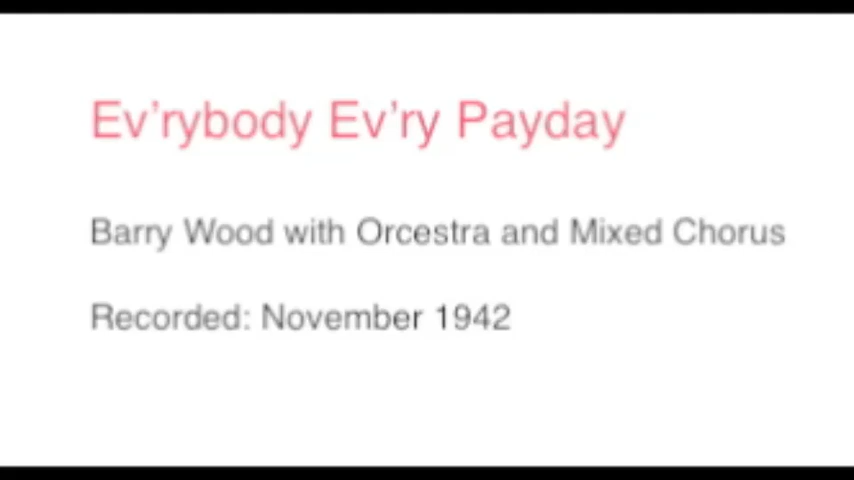 Ev’rybody Ev’ry Payday
Barry Wood with Orcestra and Mixed Chorus
Recorded: November 1942